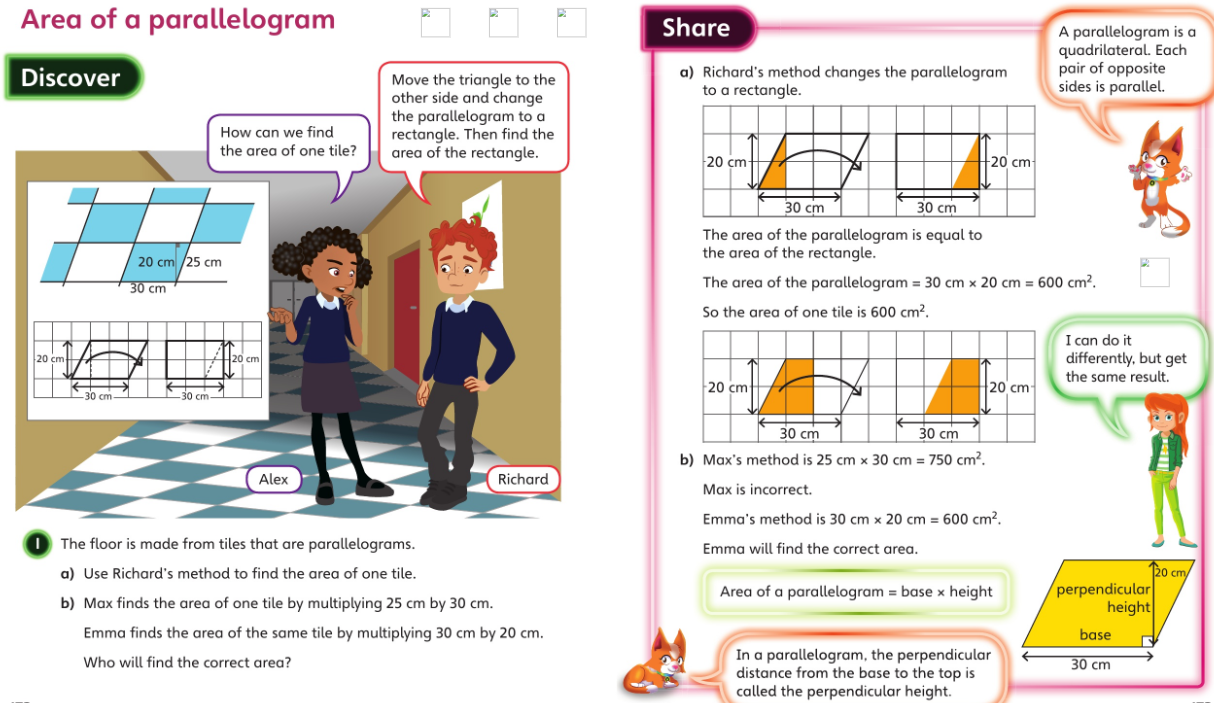 Area of a parallelogram
Discover
How can we find
the area of one tile?
Move the triangle to the
other side and change
the parallelogram to a
rectangle. Then find the
area of the rectangle.
20 cm
25 cm
30 cm
20 cm
20 cm
30 cm
30 cm
Alex
Richard
1 The floor is made from tiles that are parallelograms.
a) Use Richard's method to find the area of one tile.
b) Max finds the area of one tile by multiplying 25 cm by 30 cm.
Emma finds the area of the same tile by multiplying 30 cm by 20 cm.
Who will find the correct area?
Share
A parallelogram is a
quadrilateral. Each
pair of opposite
sides is parallel.
a) Richard's method changes the parallelogram
to a rectangle.
20 cm
20 cm
30 cm
30 cm
The area of the parallelogram is equal to
the area of the rectangle.
The area of the parallelogram = 30 cm × 20 cm = 600 cm².
So the area of one tile is 600 cm².
I can do it
differently, but get
the same result.
20 cm
20 cm
30 cm
30 cm
b) Max's method is 25 cm × 30 cm = 750 cm².
Max is incorrect.
Emma's method is 30 cm × 20 cm = 600 cm².
Emma will find the correct area.
Area of a parallelogram = base × height
20 cm
perpendicular
height
base
30 cm
In a parallelogram, the perpendicular
distance from the base to the top is
called the perpendicular height.